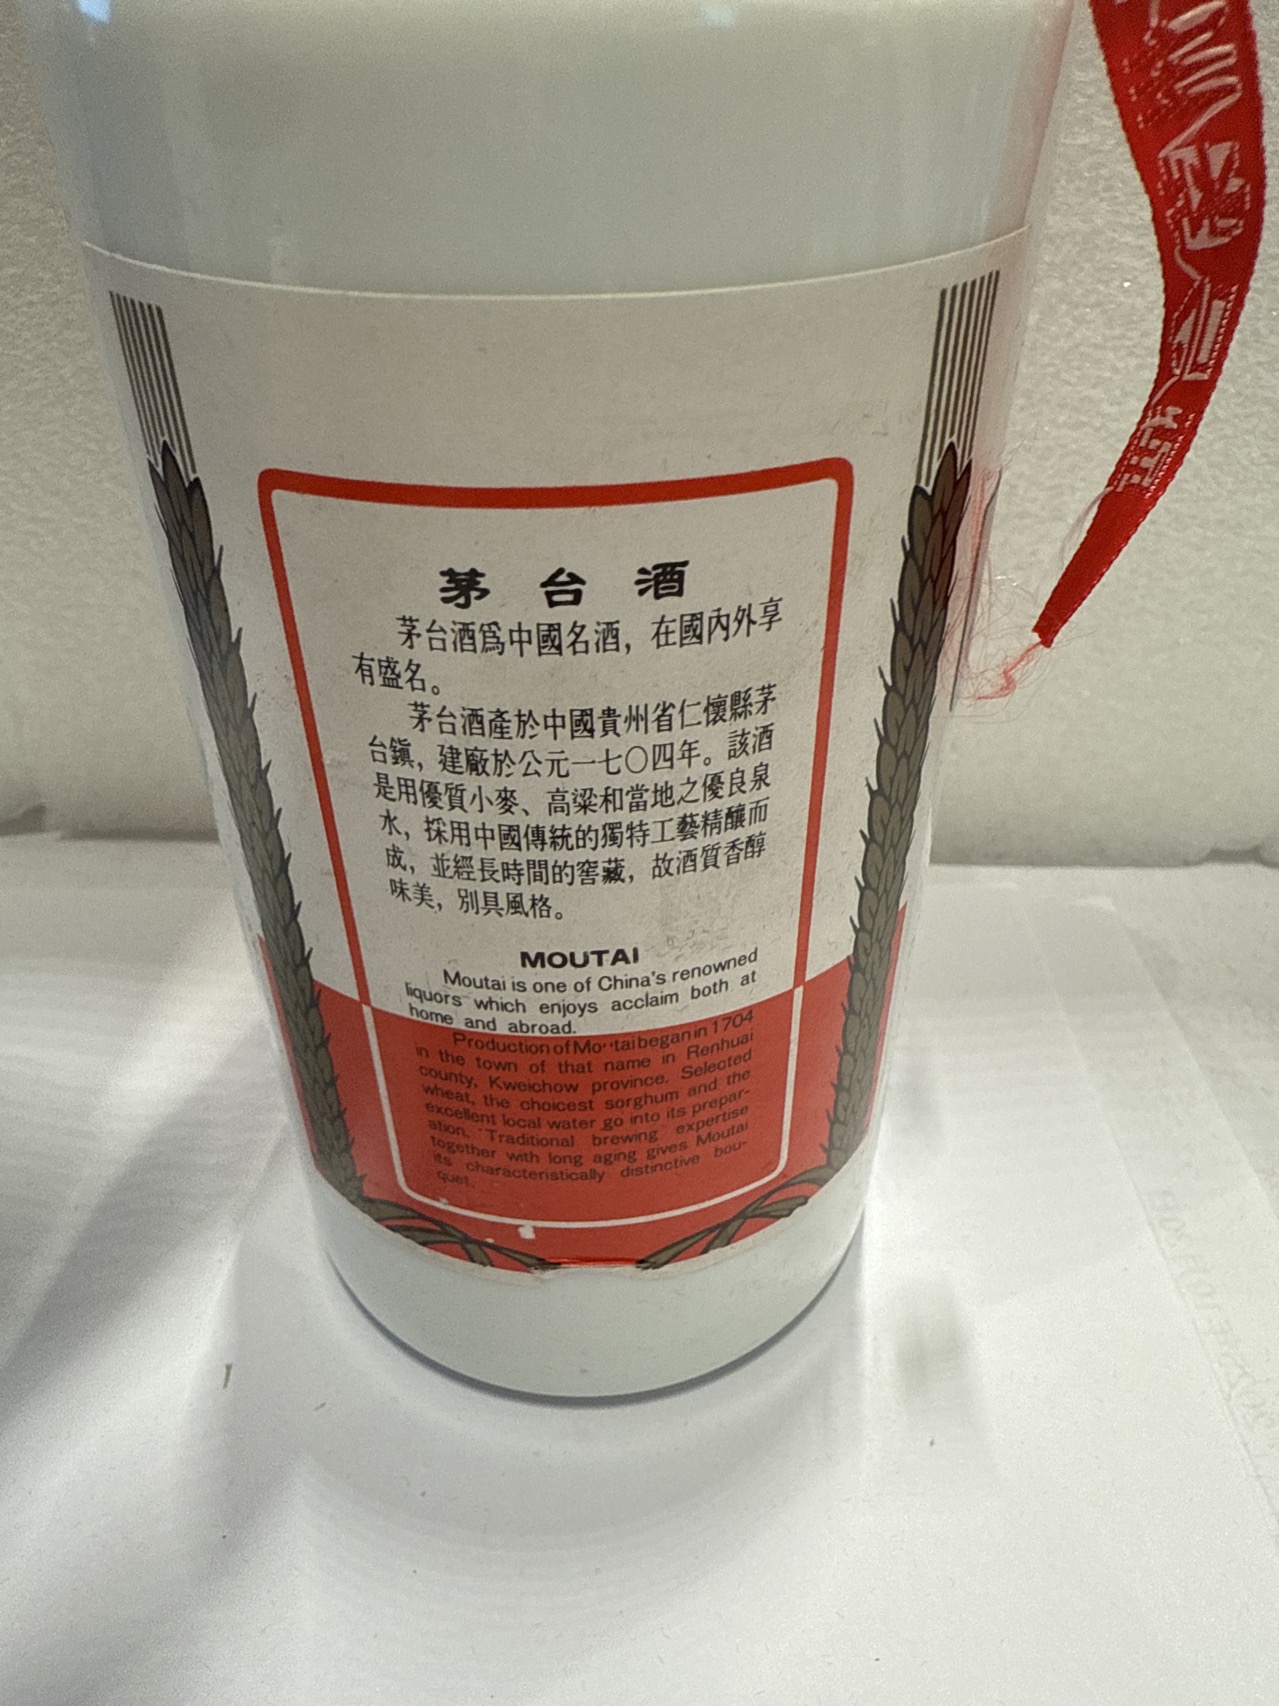 茅台酒
茅台酒爲中國名酒，在國內外享
有盛名。
茅台酒產於中國貴州省仁懷縣茅
台鎭，建廠於公元一七〇四年。該酒
是用優質小麥、高粱和當地之優良泉
水，採用中國傳統的獨特工藝精釀而
成，並經長時間的窖藏，故酒質香醇
味美，別具風格。
MOUTAI
Moutai is one of China's renowned
liquors which enjoys acclaim both at
home and abroad.
Production of Moutai began in 1704
in the town of that name in Renhuai
county, Kweichow province. Selected
wheat, the choicest sorghum and the
excellent local water go into its prepar-
ation. Traditional brewing expertise
together with long aging gives Moutai
its characteristically distinctive bou-
quet.